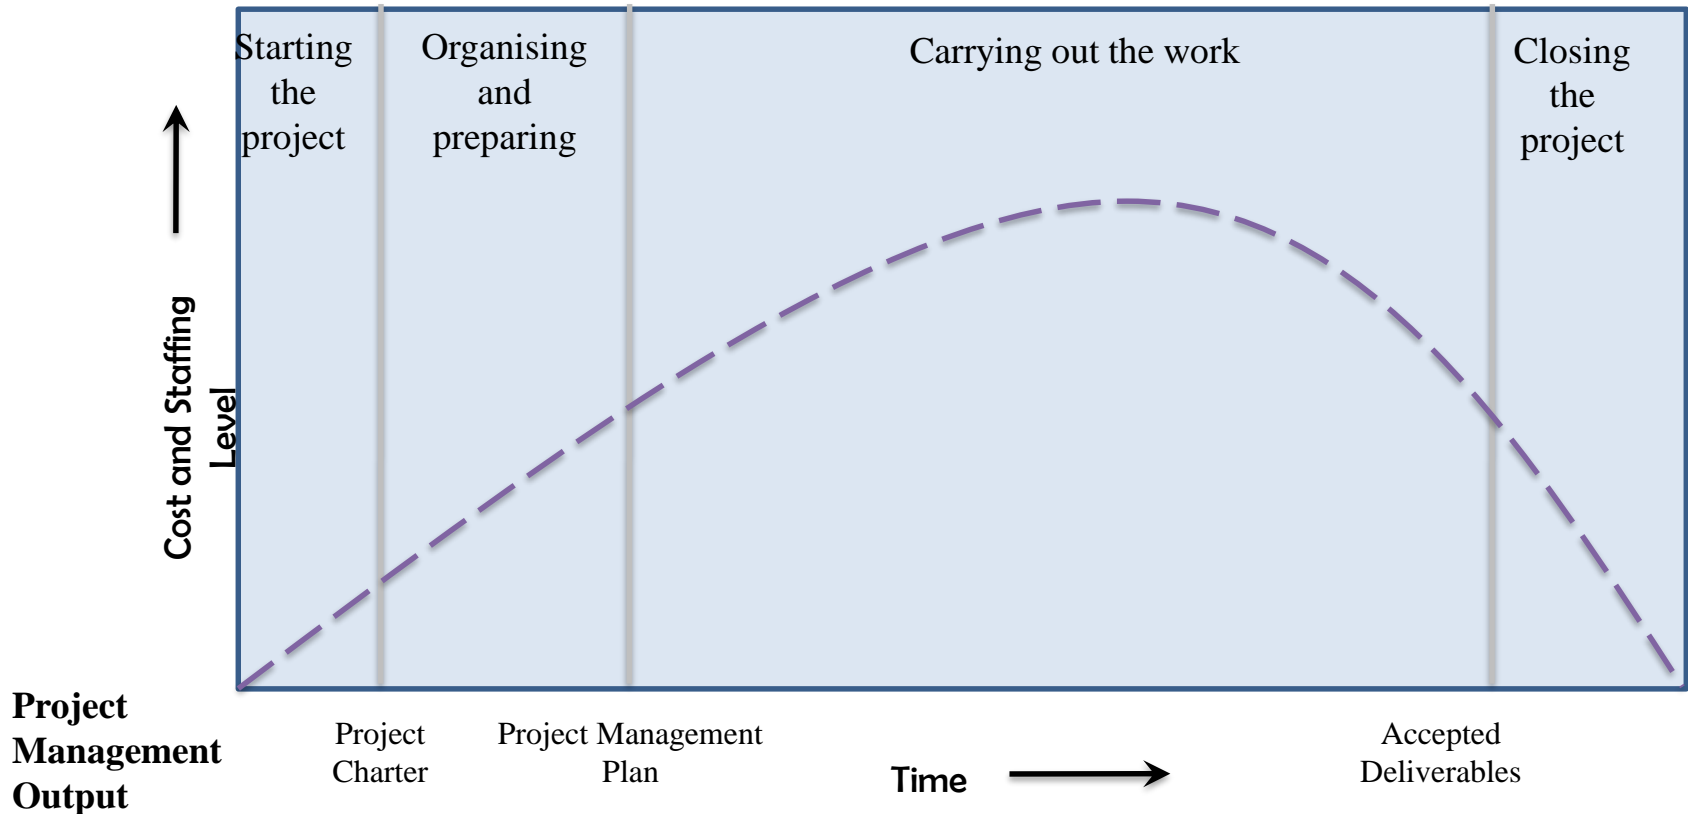 Starting
the
project
Organising
and
preparing
Carrying out the work
Closing
the
project
Cost and Staffing
Level
Project
Management
Output
Project
Charter
Project Management
Plan
Time
Accepted
Deliverables